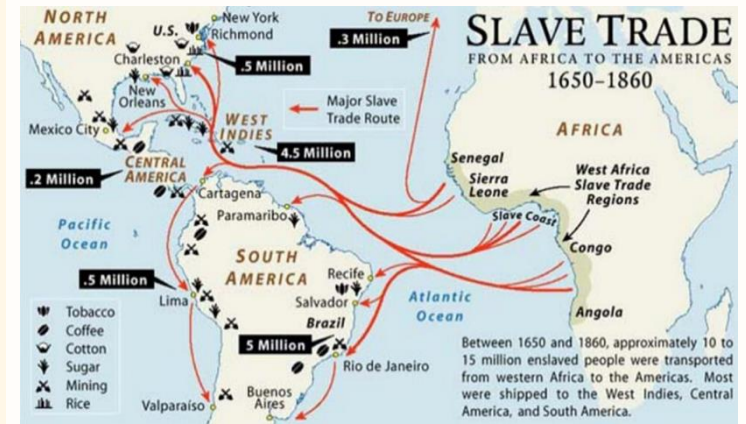 SLAVE TRADE
FROM AFRICA TO THE AMERICAS
1650–1860
NORTH
AMERICA
U.S.
New York
Richmond
TO EUROPE
.3 Million
Charleston
.5 Million
New
Orleans
Major Slave
Trade Route
Mexico City
WEST
INDIES
4.5 Million
CENTRAL
AMERICA
.2 Million
Cartagena
Paramaribo
AFRICA
Senegal
Sierra
Leone
West Africa
Slave Trade
Regions
Slave Coast
Congo
Angola
Pacific
Ocean
SOUTH
AMERICA
Recife
Salvador
Brazil
Atlantic
Ocean
.5 Million
Lima
5 Million
Rio de Janeiro
Buenos
Aires
Valparaíso
Tobacco
Coffee
Cotton
Sugar
Mining
Rice
Between 1650 and 1860, approximately 10 to
15 million enslaved people were transported
from western Africa to the Americas. Most
were shipped to the West Indies, Central
America, and South America.